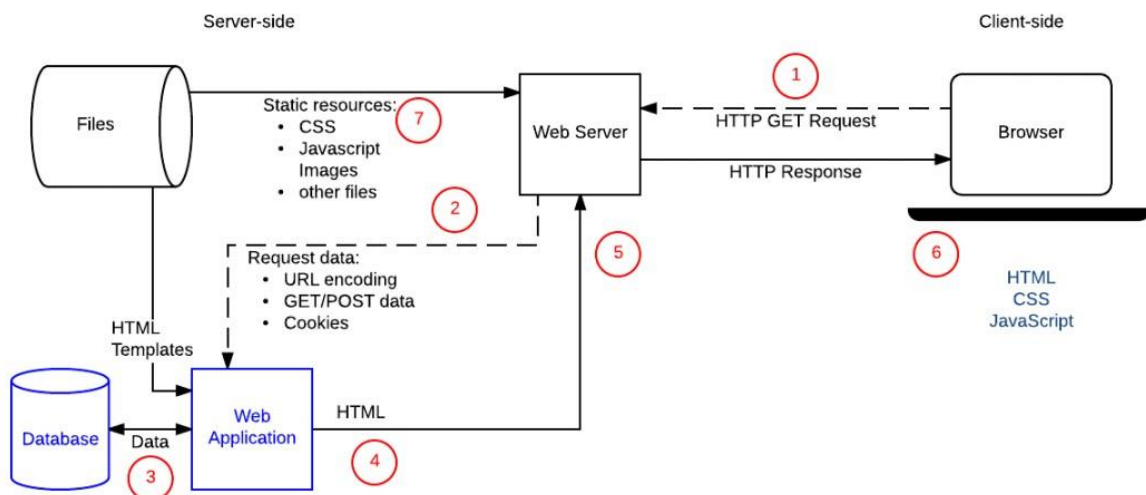 Server-side
Client-side
Files
Static resources:
• CSS
• Javascript
Images
• other files
7
Web Server
1
HTTP GET Request
HTTP Response
Browser
2
Request data:
• URL encoding
• GET/POST data
• Cookies
5
6
HTML
CSS
JavaScript
HTML
Templates
Database
Data
3
Web
Application
HTML
4